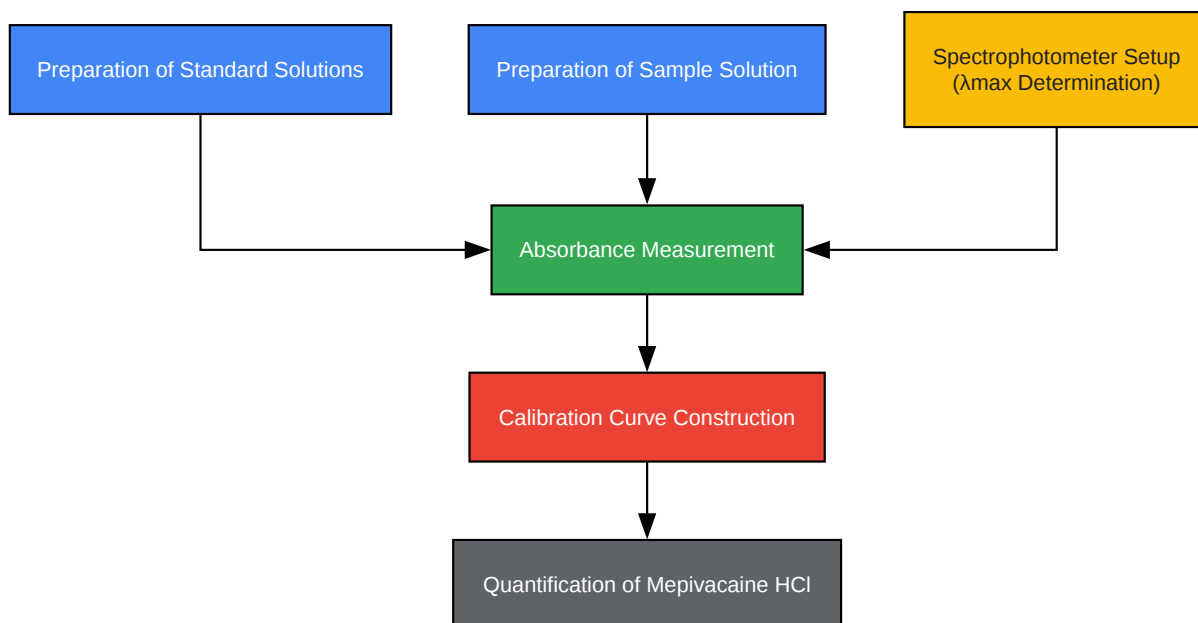 Preparation of Standard Solutions
Preparation of Sample Solution
Spectrophotometer Setup
(λmax Determination)
Absorbance Measurement
Calibration Curve Construction
Quantification of Mepivacaine HCl